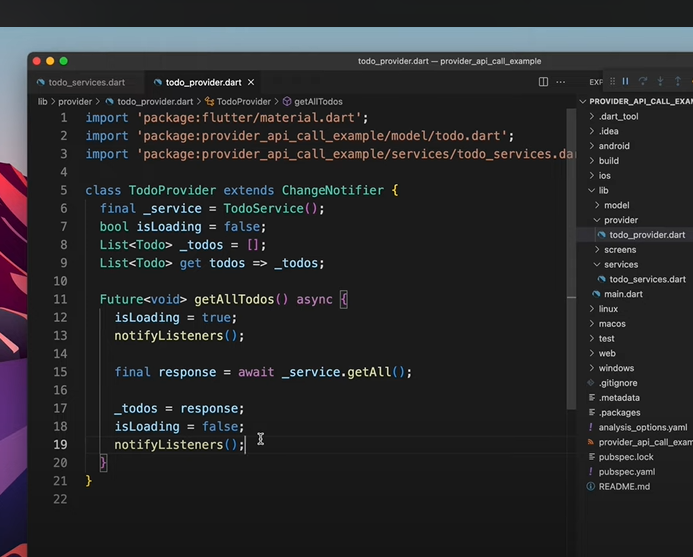 todo_provider.dart — provider_api_call_example
todo_services.dart
todo_provider.dart
lib > provider > todo_provider.dart > TodoProvider > getAllTodos
1 import 'package:flutter/material.dart';
2 import 'package:provider_api_call_example/model/todo.dart';
3 import 'package:provider_api_call_example/services/todo_services.da
4
5 class TodoProvider extends ChangeNotifier {
6 final _service = TodoService();
7 bool isLoading = false;
8 List<Todo> _todos = [];
9 List<Todo> get todos => _todos;
10
11 Future<void> getAllTodos() async {
12 isLoading = true;
13 notifyListeners();
14
15 final response = await _service.getAll();
16
17 _todos = response;
18 isLoading = false;
19 notifyListeners();
20 }
21 }
22
EXP
PROVIDER_API_CALL_EXAM
.dart_tool
.idea
android
build
ios
lib
model
provider
todo_provider.dart
screens
services
todo_services.dart
main.dart
linux
macos
test
web
windows
.gitignore
.metadata
.packages
analysis_options.yaml
provider_api_call_exam
pubspec.lock
pubspec.yaml
README.md